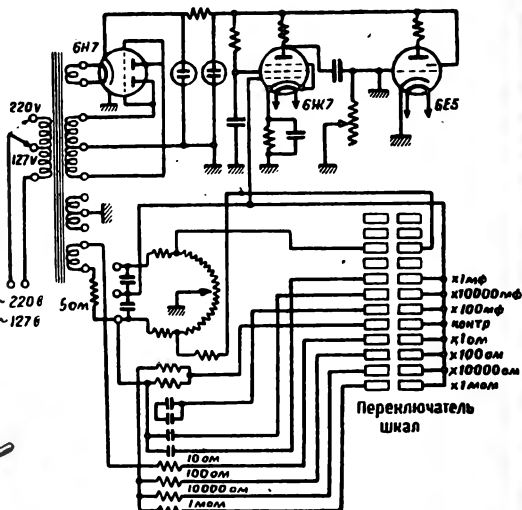 6Н7
6Ж7
6Е5
220v
127v
~220в
~127в
5ом
х1мф
х10000мф
х100мф
контр
х1ом
х100ом
х10000ом
х1мом
Переключатель
шкал
10ом
100ом
10000ом
1мом